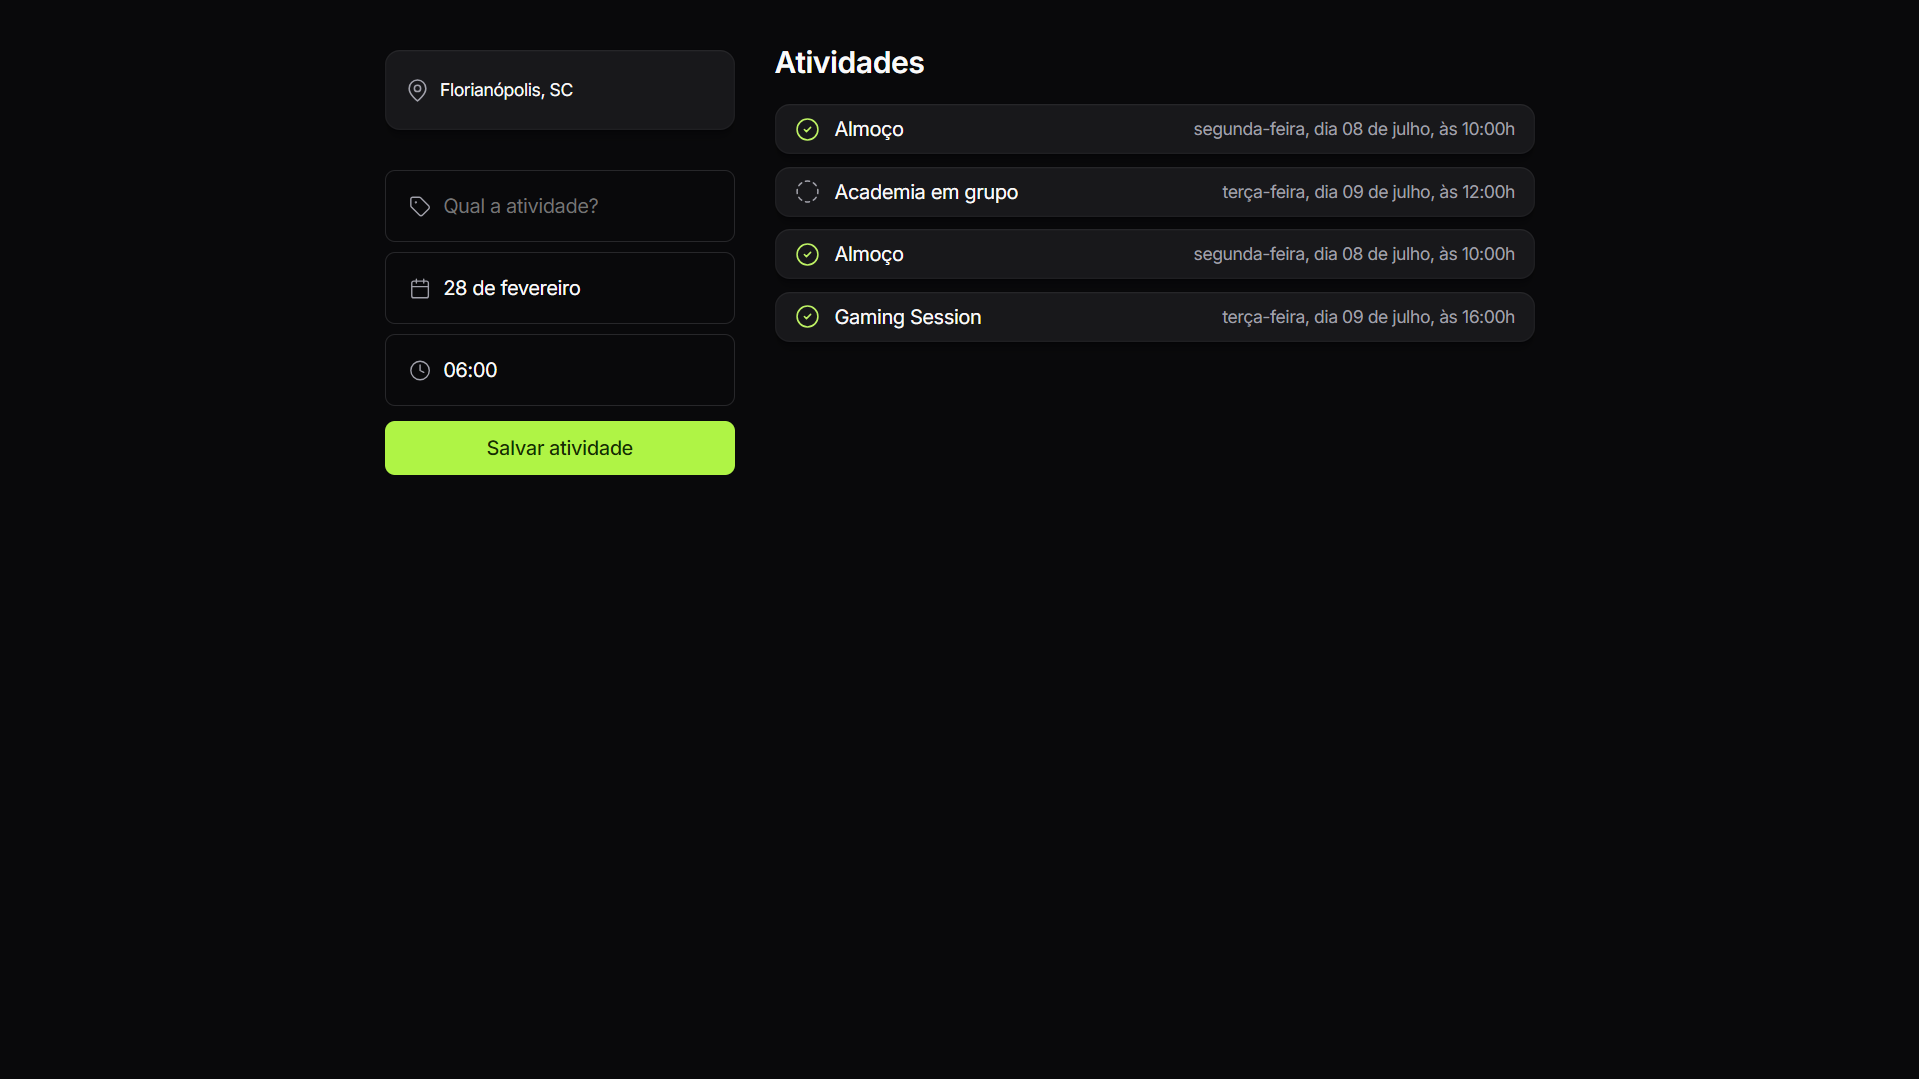 Florianópolis, SC
Qual a atividade?
28 de fevereiro
06:00
Salvar atividade
Atividades
Almoço segunda-feira, dia 08 de julho, às 10:00h
Academia em grupo terça-feira, dia 09 de julho, às 12:00h
Almoço segunda-feira, dia 08 de julho, às 10:00h
Gaming Session terça-feira, dia 09 de julho, às 16:00h